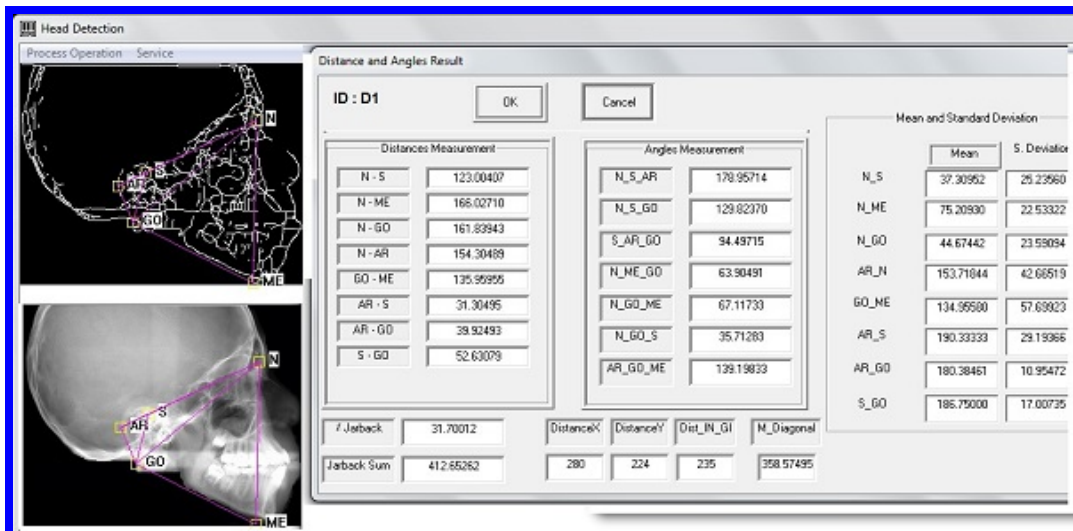 Head Detection
Process Operation Service
N
S
AR
GO
ME
N
S
AR
GO
ME
Distance and Angles Result
ID : D1
OK
Cancel
Distances Measurement
N - S 123.00407
N - ME 166.02710
N - GO 161.83943
N - AR 154.30489
GO - ME 135.95955
AR - S 31.30495
AR - GO 39.92493
S - GO 52.63079
Angles Measurement
N_S_AR 178.95714
N_S_GO 129.82370
S_AR_GO 94.49715
N_ME_GO 63.90491
N_GO_ME 67.11733
N_GO_S 35.71283
AR_GO_ME 139.19833
Mean and Standard Deviation
Mean S. Deviation
N_S 37.30952 25.23560
N_ME 75.20930 22.53322
N_GO 44.67442 23.59094
AR_N 153.71844 42.66519
GO_ME 134.95580 57.69923
AR_S 190.33333 29.19366
AR_GO 180.38461 10.95472
S_GO 186.75000 17.00735
/ Jarback 31.70012
Jarback Sum 412.65262
DistanceX DistanceY Dist_IN_GI M_Diagonal
280 224 235 358.57495